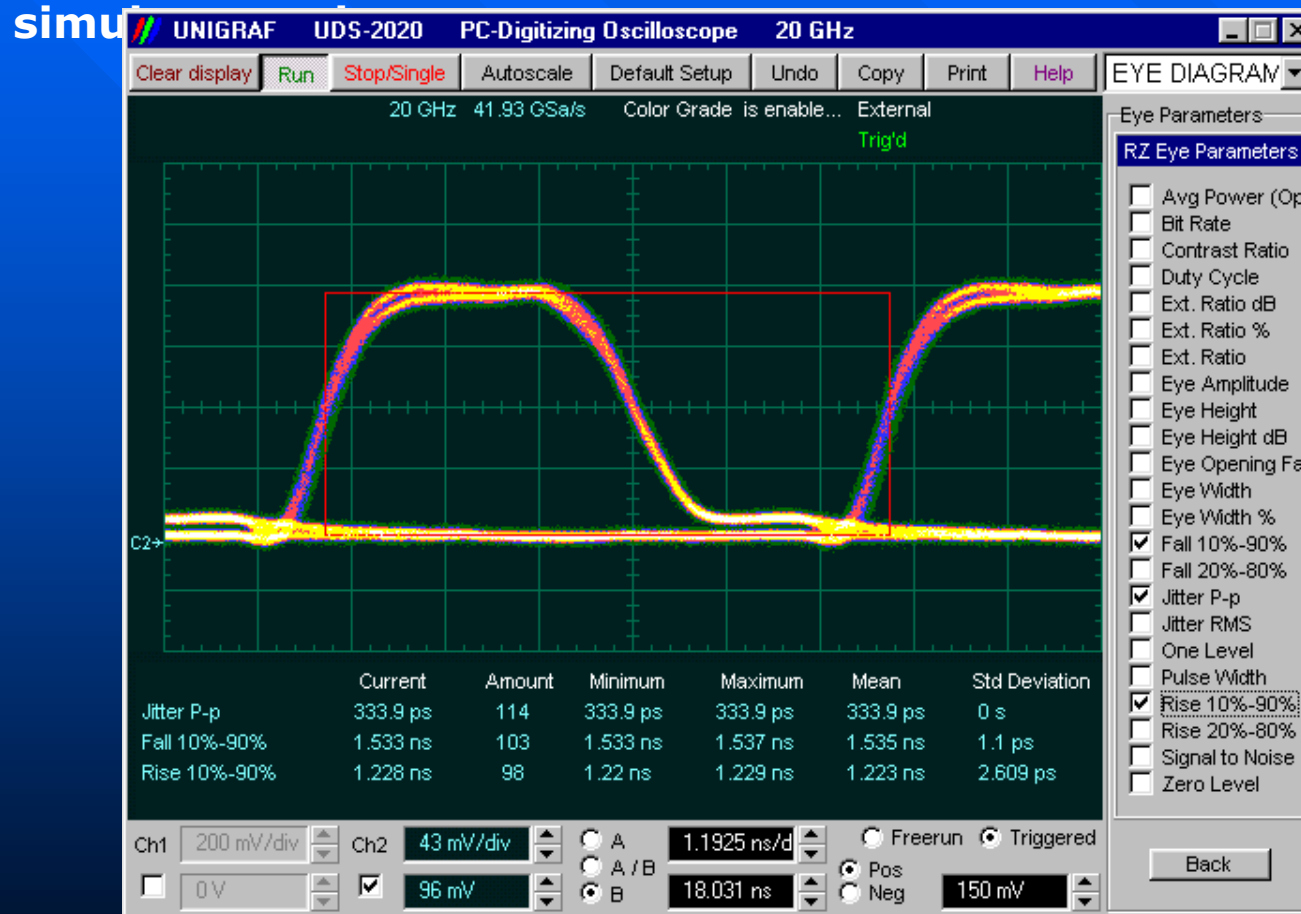 simu
UNIGRAF UDS-2020 PC-Digitizing Oscilloscope 20 GHz
Clear display Run Stop/Single Autoscale Default Setup Undo Copy Print Help EYE DIAGRAM
20 GHz 41.93 GSa/s Color Grade is enable... External
Trig'd
Eye Parameters
RZ Eye Parameters
Avg Power (Op
Bit Rate
Contrast Ratio
Duty Cycle
Ext. Ratio dB
Ext. Ratio %
Ext. Ratio
Eye Amplitude
Eye Height
Eye Height dB
Eye Opening Fa
Eye Width
Eye Width %
Fall 10%-90%
Fall 20%-80%
Jitter P-p
Jitter RMS
One Level
Pulse Width
Rise 10%-90%
Rise 20%-80%
Signal to Noise
Zero Level
Back
C2
Current Amount Minimum Maximum Mean Std Deviation
Jitter P-p 333.9 ps 114 333.9 ps 333.9 ps 333.9 ps 0 s
Fall 10%-90% 1.533 ns 103 1.533 ns 1.537 ns 1.535 ns 1.1 ps
Rise 10%-90% 1.228 ns 98 1.22 ns 1.229 ns 1.223 ns 2.609 ps
Ch1 200 mV/div Ch2 43 mV/div A 1.1925 ns/d Freerun Triggered
A / B Pos
0 V 96 mV B 18.031 ns Neg 150 mV